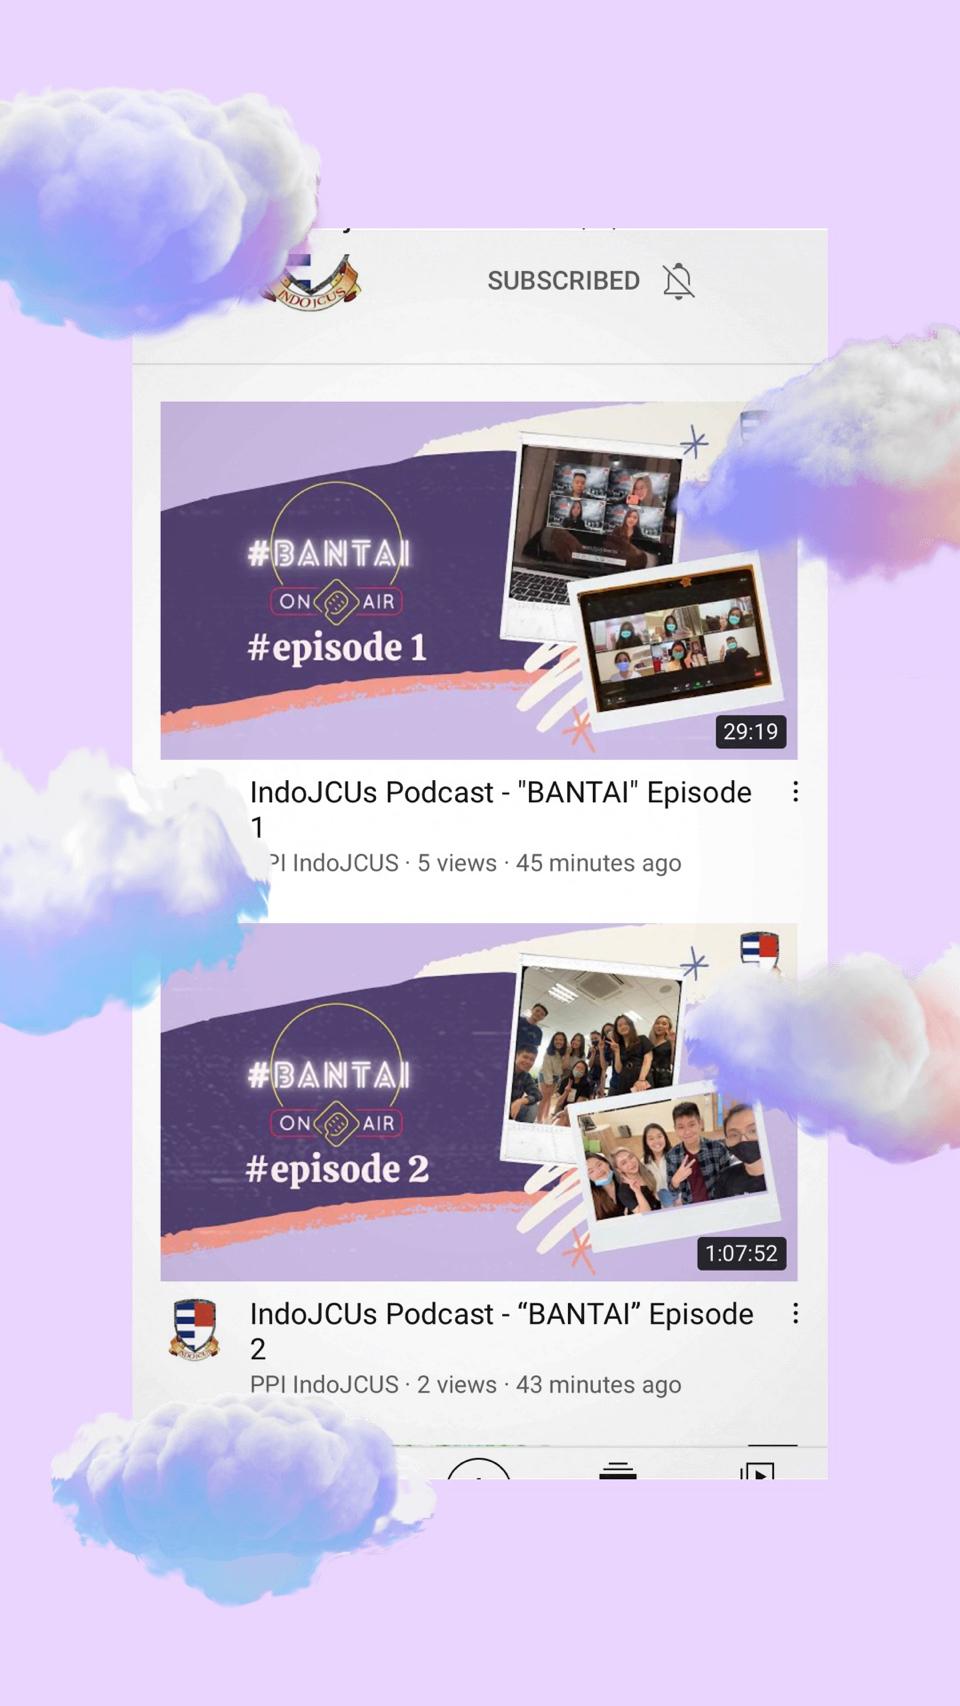 INDOJCUS
SUBSCRIBED
#BANTAI
ON AIR
#episode 1
29:19
IndoJCUs Podcast - "BANTAI" Episode
1
PI IndoJCUS · 5 views · 45 minutes ago
#BANTAI
ON AIR
#episode 2
1:07:52
IndoJCUs Podcast - “BANTAI” Episode
2
INDOJCUS
PPI IndoJCUS · 2 views · 43 minutes ago